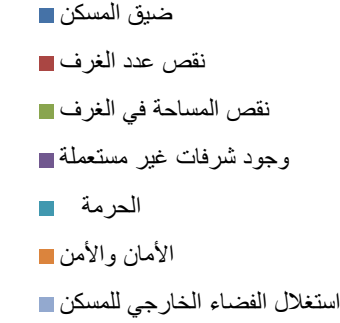 ضيق المسكن
نقص عدد الغرف
نقص المساحة في الغرف
وجود شرفات غير مستعملة
الحرمة
الأمان والأمن
استغلال الفضاء الخارجي للمسكن